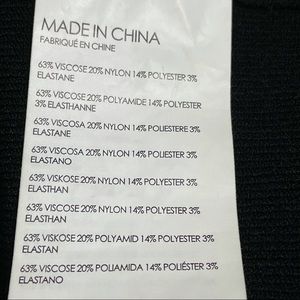 MADE IN CHINA
FABRIQUÉ EN CHINE
63% VISCOSE 20% NYLON 14% POLYESTER 3%
ELASTANE
63% VISCOSE 20% POLYAMIDE 14% POLYESTER
3% ELASTHANNE
63% VISCOSA 20% NYLON 14% POLIESTERE 3%
ELASTANO
63% VISCOSA 20% NYLON 14% POLIESTER 3%
ELASTANO
63% VISKOSE 20% NYLON 14% POLYESTER 3%
ELASTHAN
63% VISKOSE 20% NYLON 14% POLYESTER 3%
ELASTHAN
63% VISKOSE 20% POLYAMID 14% POLYESTER 3%
ELASTAN
63% VISCOSE 20% POLIAMIDA 14% POLIÉSTER 3%
ELASTANO